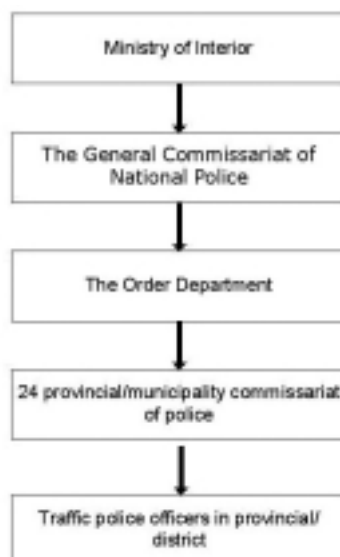 Ministry of Interior
The General Commissariat of
National Police
The Order Department
24 provincial/municipality commissariat
of police
Traffic police officers in provincial/
district